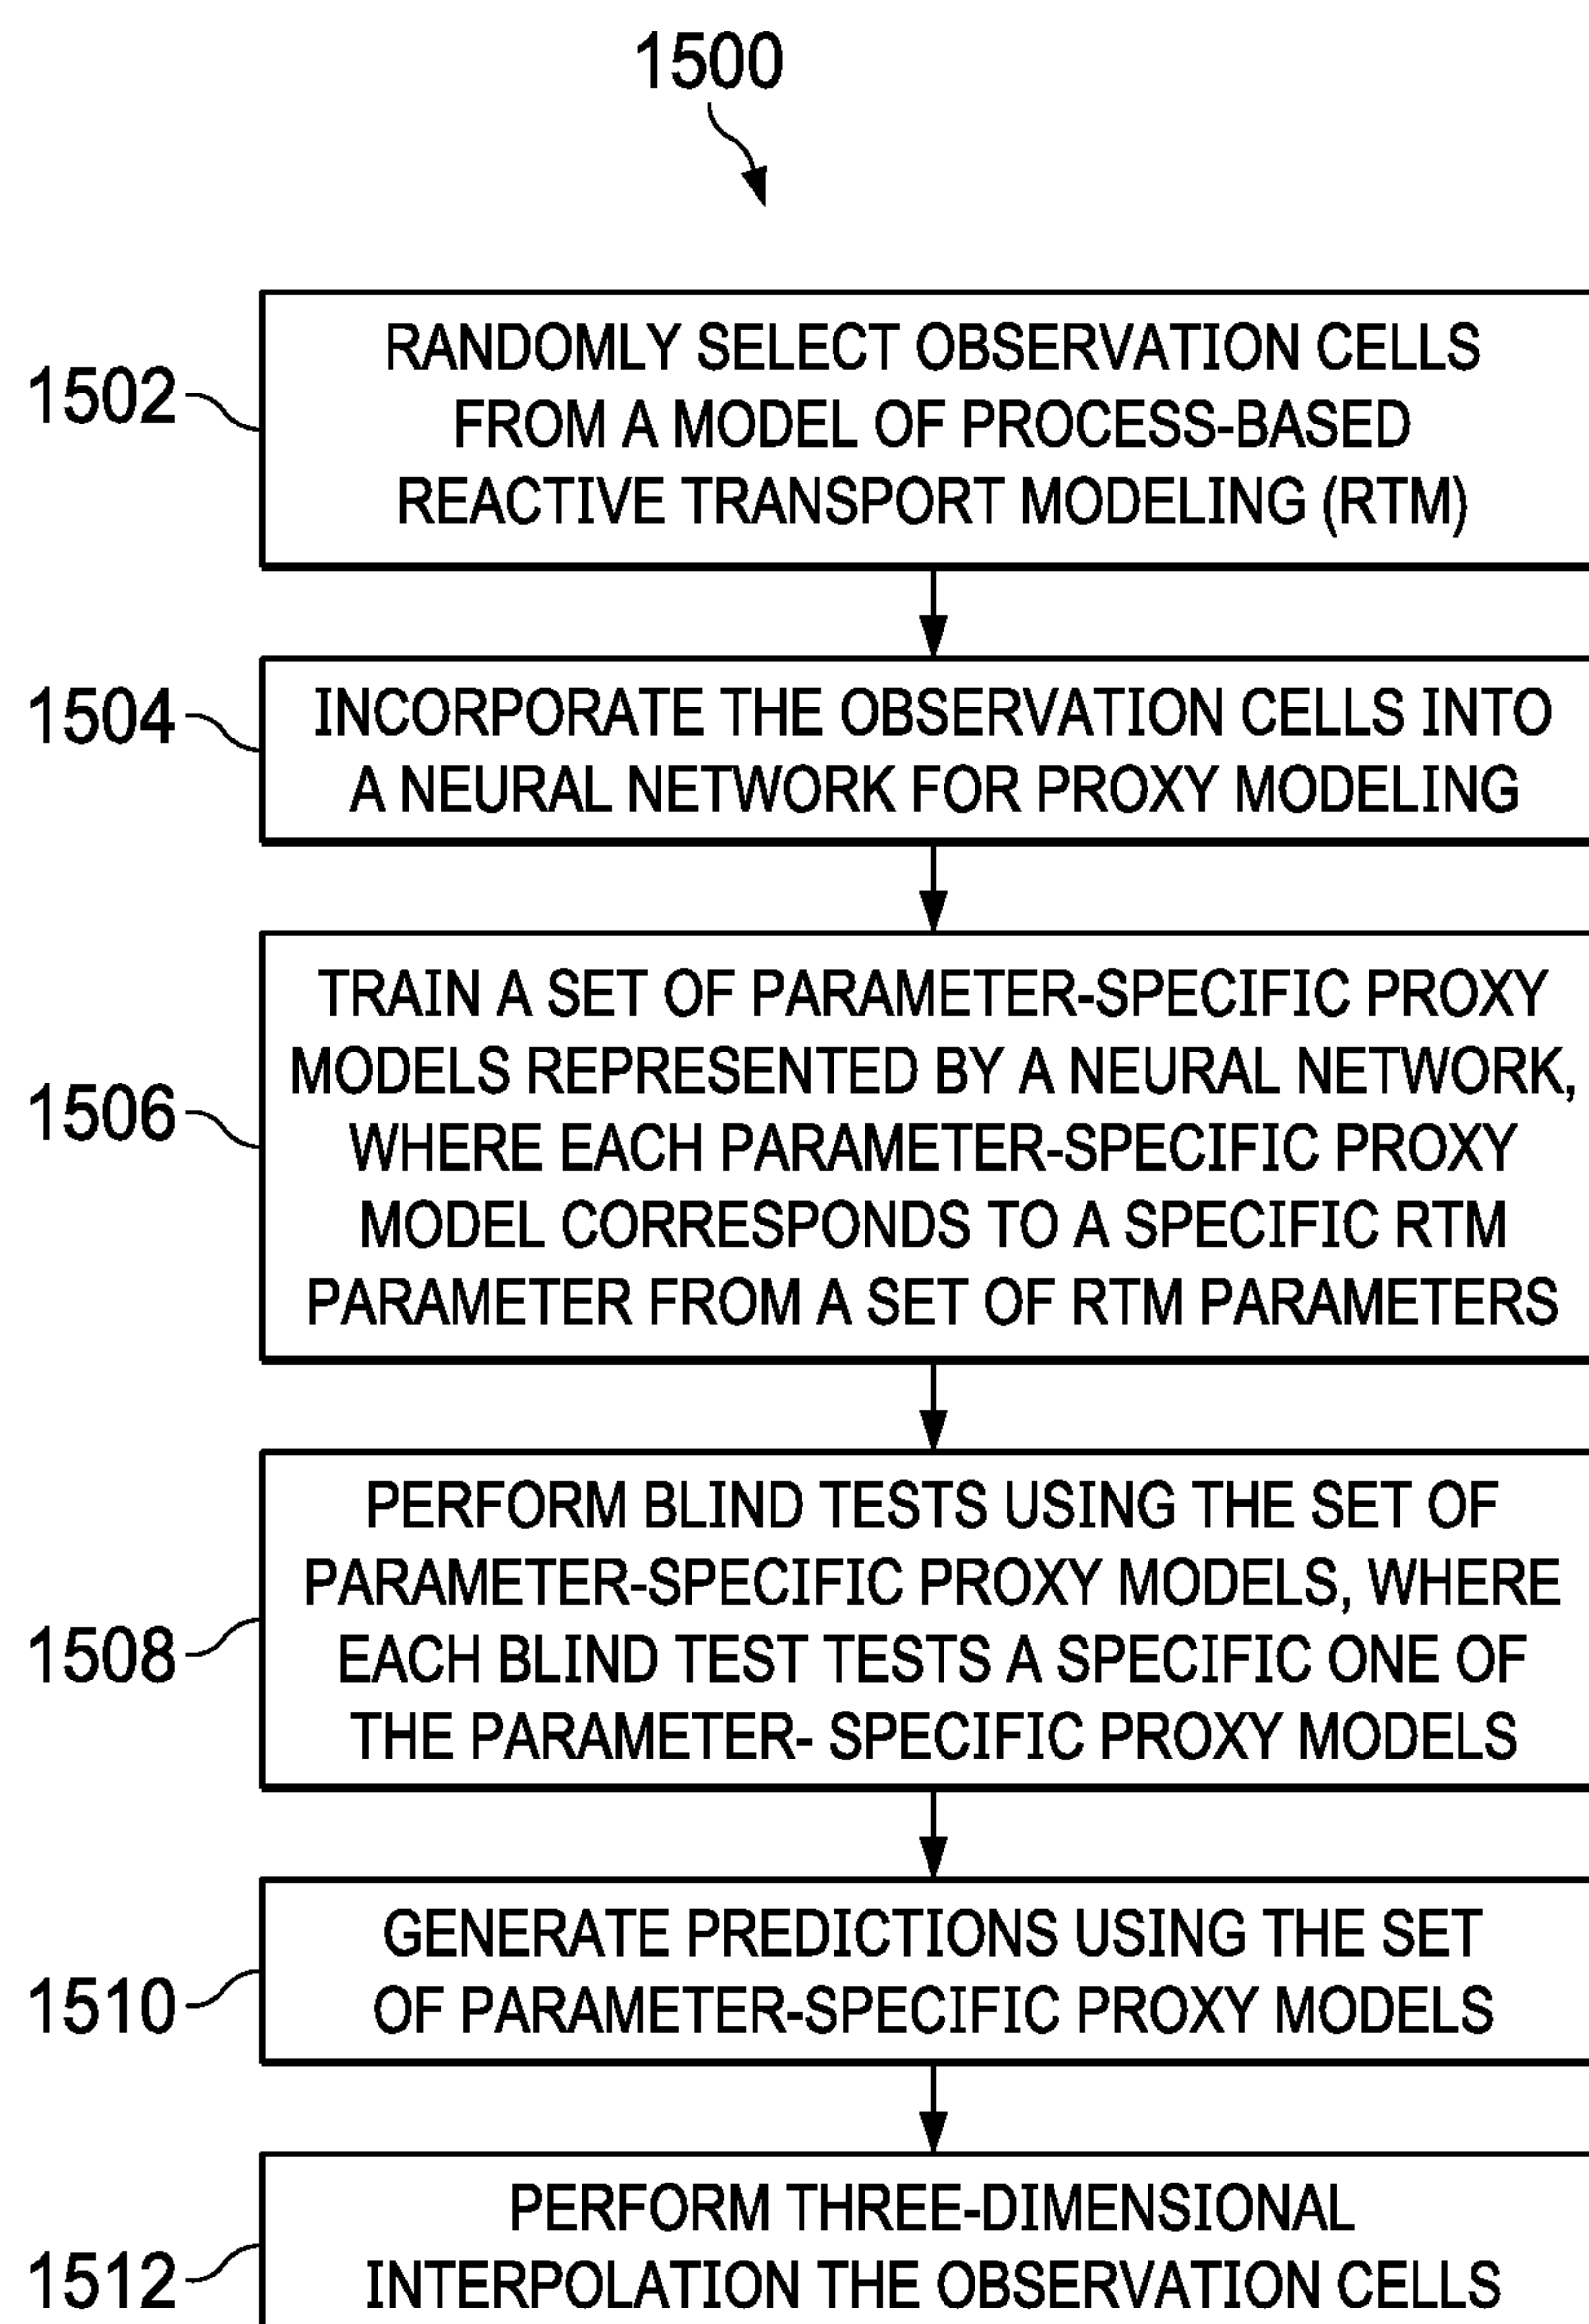 1500
1502
RANDOMLY SELECT OBSERVATION CELLS
FROM A MODEL OF PROCESS-BASED
REACTIVE TRANSPORT MODELING (RTM)
1504
INCORPORATE THE OBSERVATION CELLS INTO
A NEURAL NETWORK FOR PROXY MODELING
1506
TRAIN A SET OF PARAMETER-SPECIFIC PROXY
MODELS REPRESENTED BY A NEURAL NETWORK,
WHERE EACH PARAMETER-SPECIFIC PROXY
MODEL CORRESPONDS TO A SPECIFIC RTM
PARAMETER FROM A SET OF RTM PARAMETERS
1508
PERFORM BLIND TESTS USING THE SET OF
PARAMETER-SPECIFIC PROXY MODELS, WHERE
EACH BLIND TEST TESTS A SPECIFIC ONE OF
THE PARAMETER- SPECIFIC PROXY MODELS
1510
GENERATE PREDICTIONS USING THE SET
OF PARAMETER-SPECIFIC PROXY MODELS
1512
PERFORM THREE-DIMENSIONAL
INTERPOLATION THE OBSERVATION CELLS